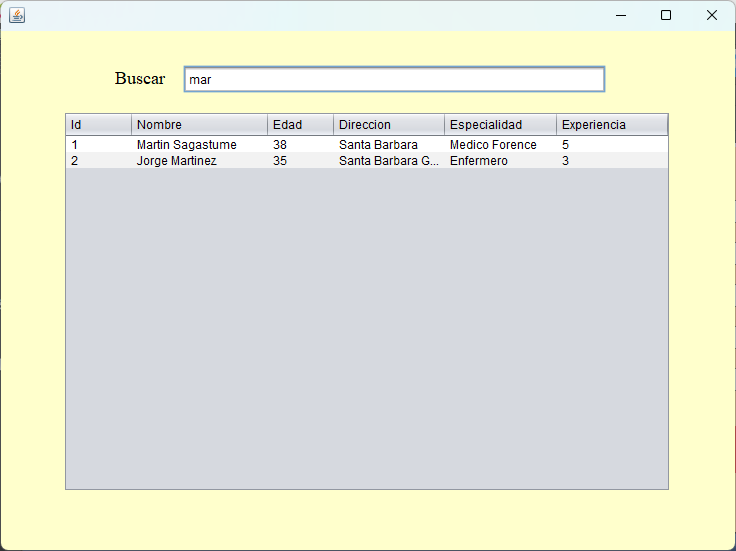 Buscar mar
Id Nombre Edad Direccion Especialidad Experiencia
1 Martin Sagastume 38 Santa Barbara Medico Forence 5
2 Jorge Martinez 35 Santa Barbara G... Enfermero 3